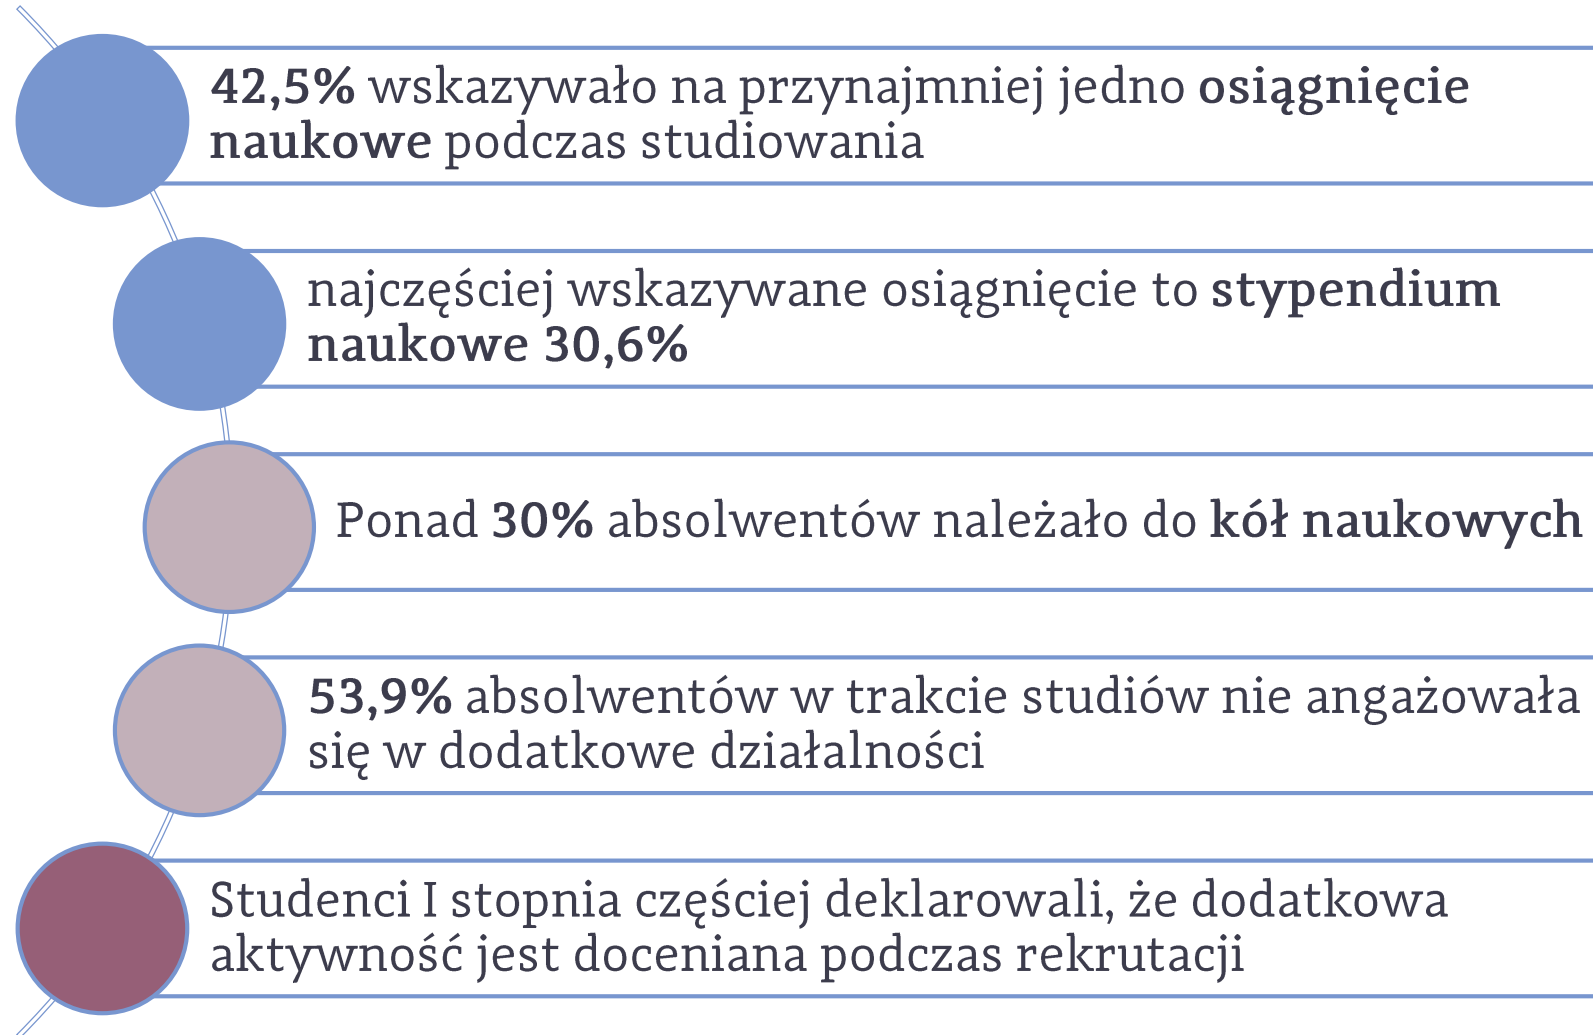 42,5% wskazywało na przynajmniej jedno osiągnięcie
naukowe podczas studiowania
najczęściej wskazywane osiągnięcie to stypendium
naukowe 30,6%
Ponad 30% absolwentów należało do kół naukowych
53,9% absolwentów w trakcie studiów nie angażowała
się w dodatkowe działalności
Studenci I stopnia częściej deklarowali, że dodatkowa
aktywność jest doceniana podczas rekrutacji